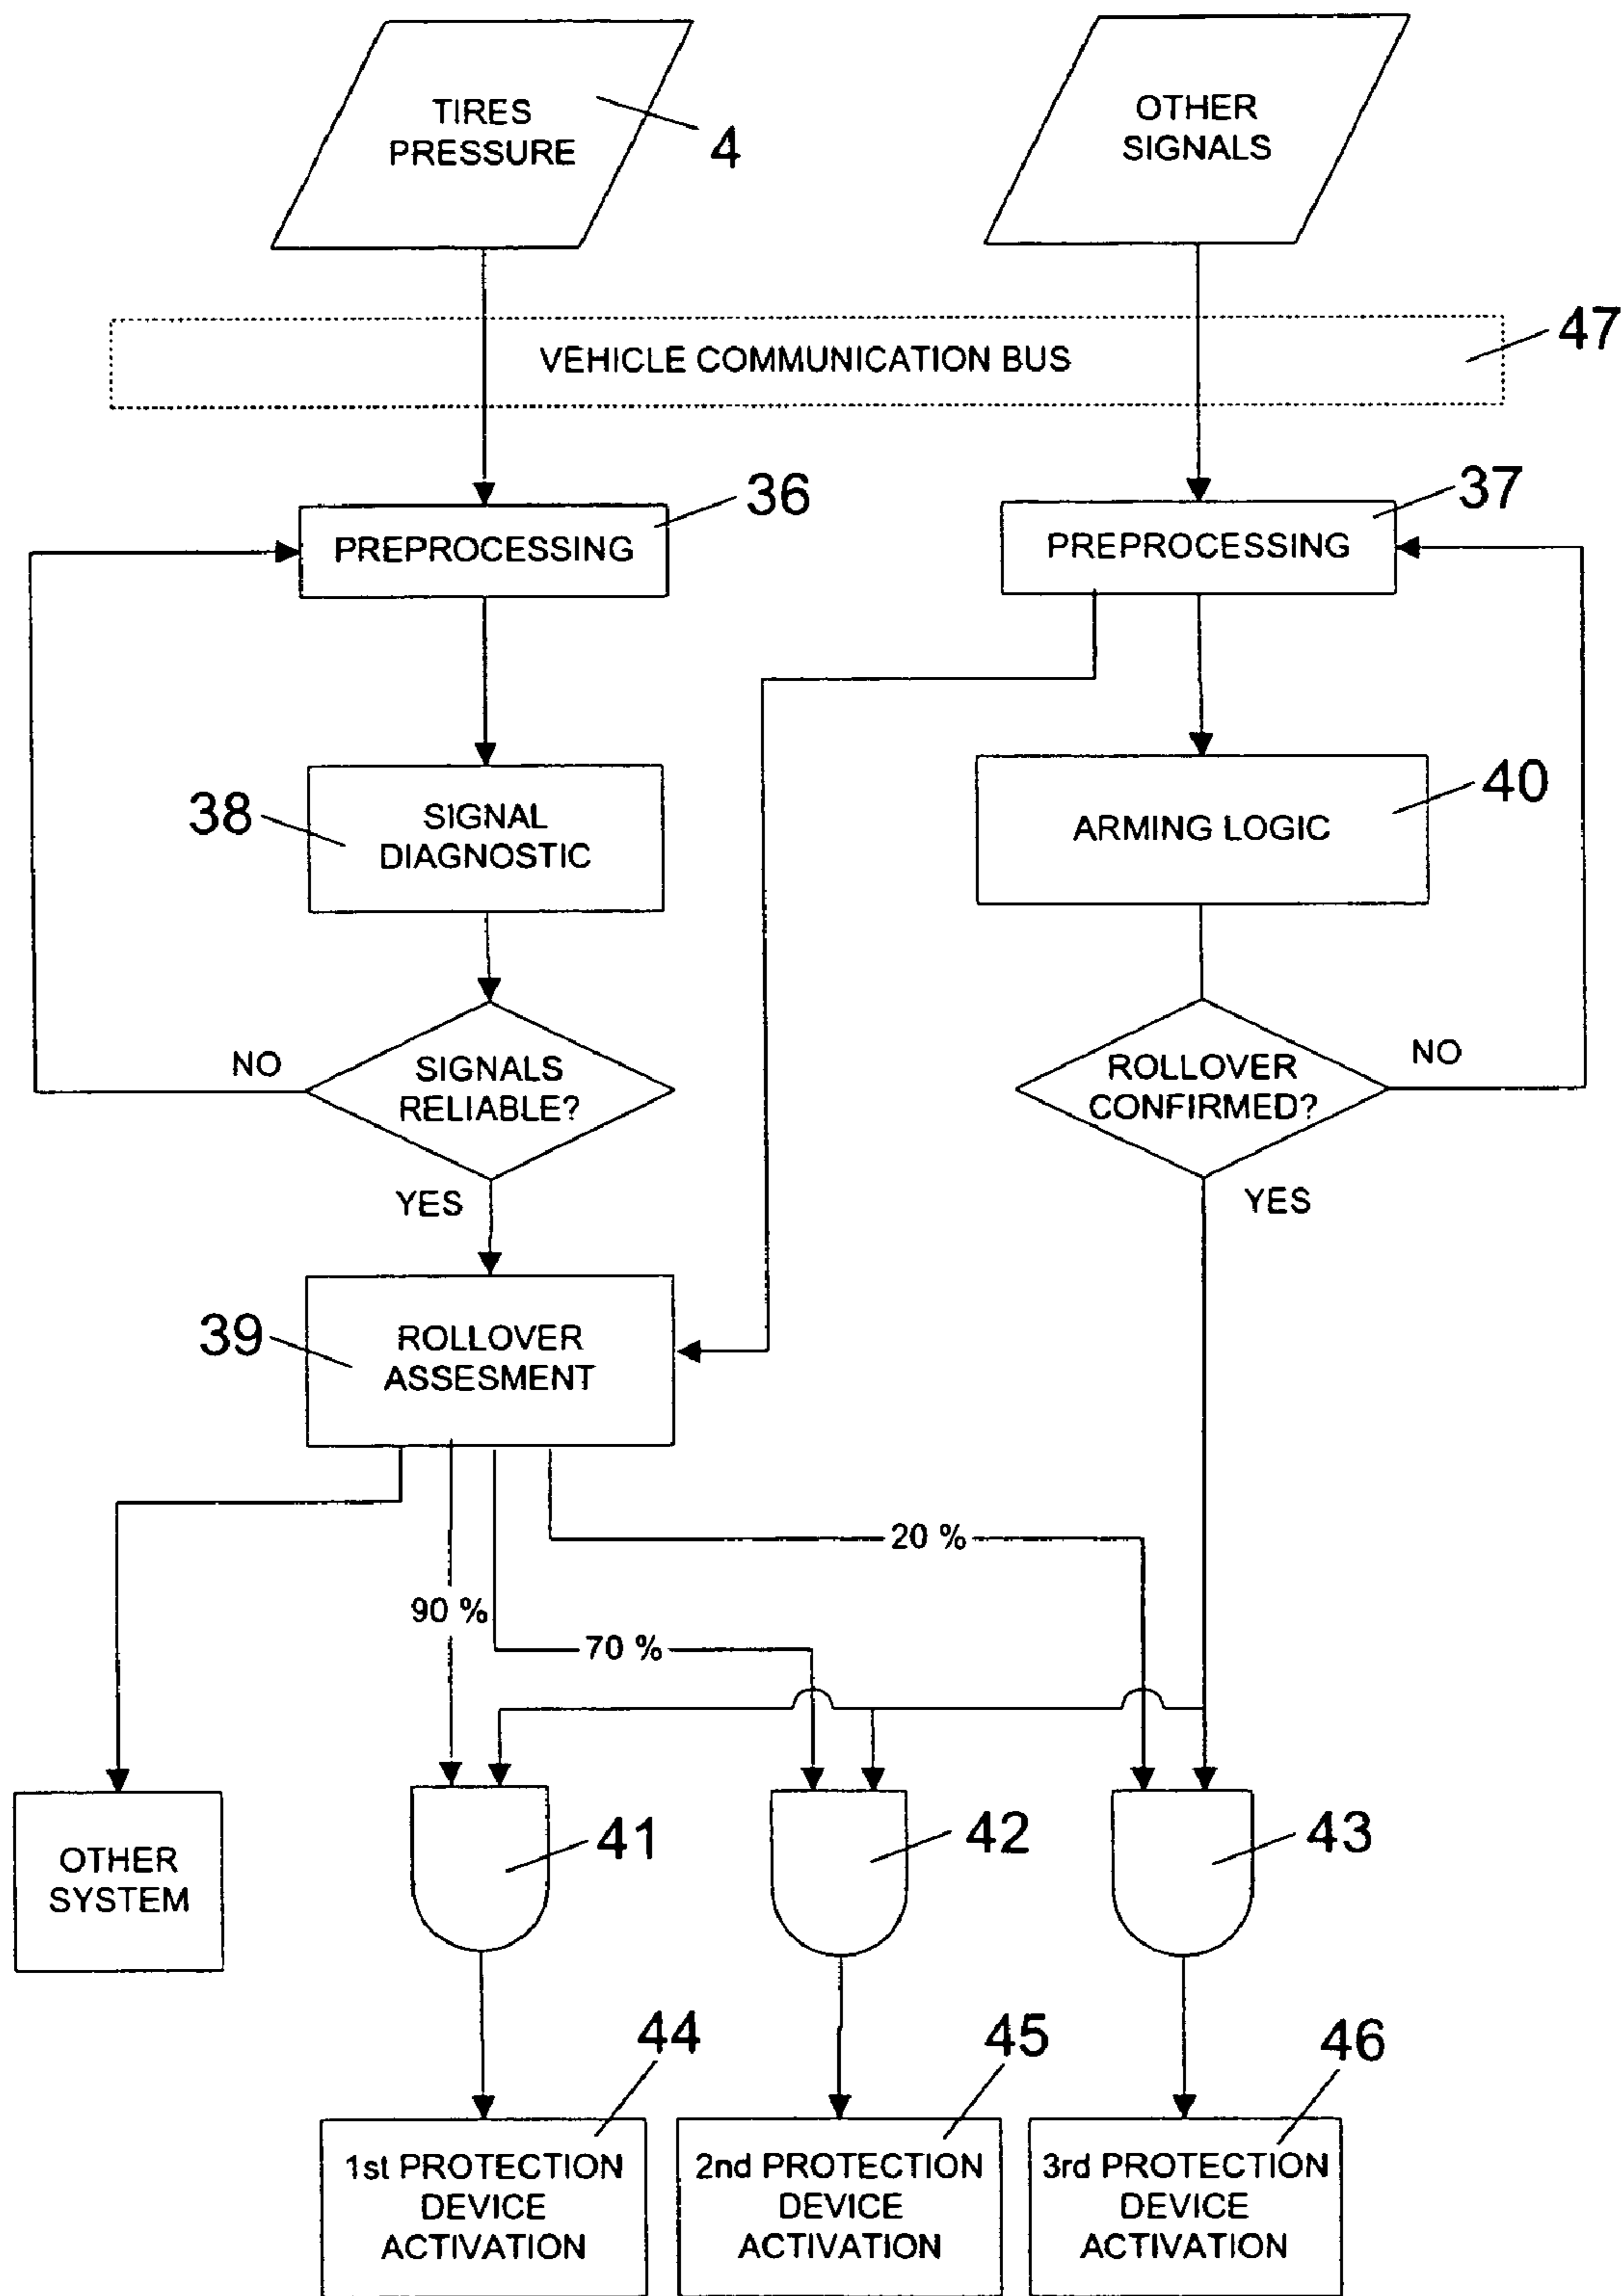 TIRES
PRESSURE
4
OTHER
SIGNALS
VEHICLE COMMUNICATION BUS
47
PREPROCESSING
36
PREPROCESSING
37
SIGNAL
DIAGNOSTIC
38
ARMING LOGIC
40
NO
SIGNALS
RELIABLE?
YES
ROLLOVER
CONFIRMED?
NO
YES
39
ROLLOVER
ASSESMENT
20 %
90 %
70 %
OTHER
SYSTEM
41
42
43
44
45
46
1st PROTECTION
DEVICE
ACTIVATION
2nd PROTECTION
DEVICE
ACTIVATION
3rd PROTECTION
DEVICE
ACTIVATION